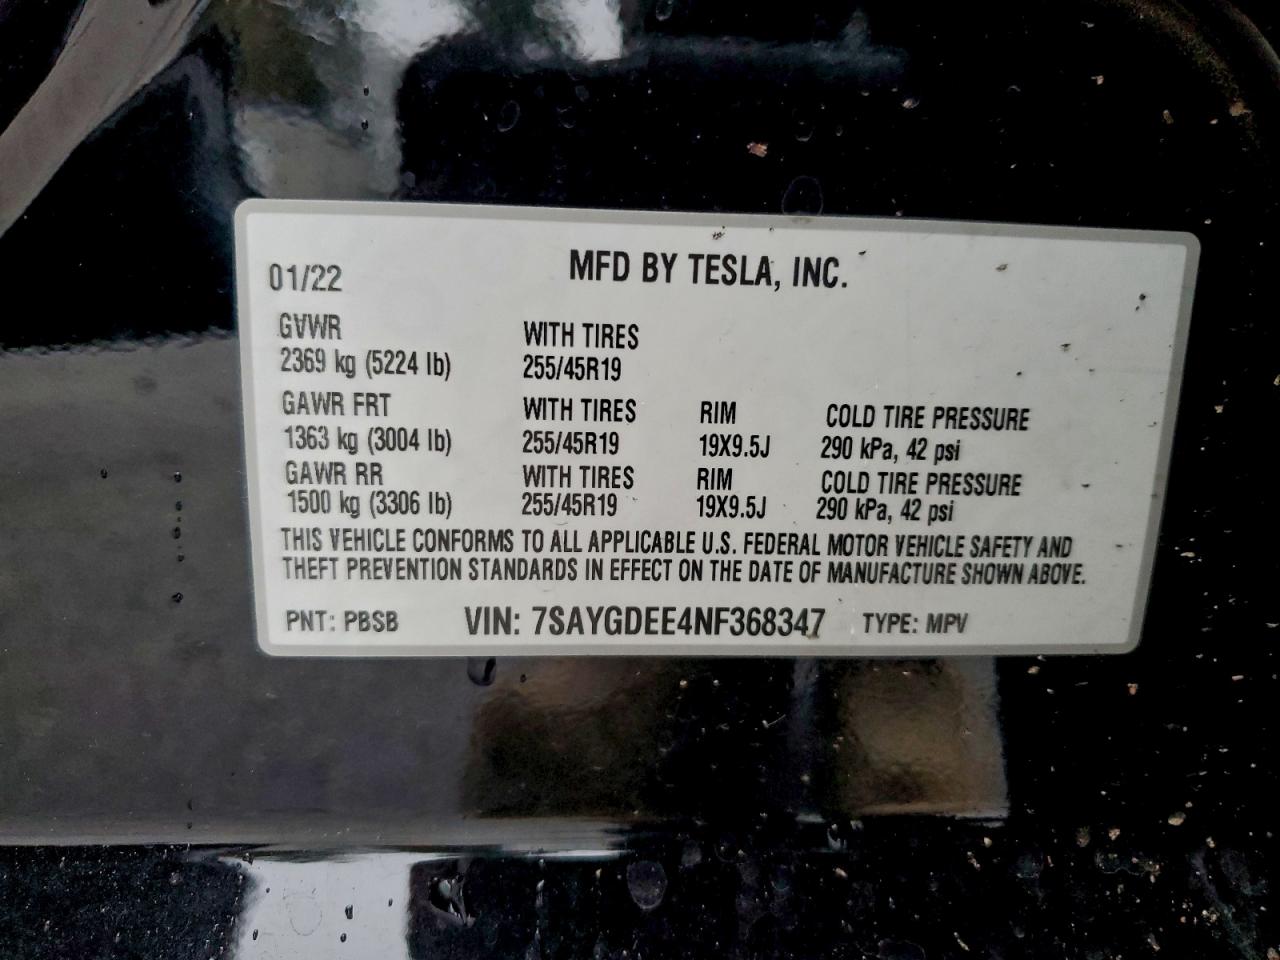 MFD BY TESLA, INC.
01/22
GVWR WITH TIRES
2369 kg (5224 lb) 255/45R19
GAWR FRT WITH TIRES RIM COLD TIRE PRESSURE
1363 kg (3004 lb) 255/45R19 19X9.5J 290 kPa, 42 psi
GAWR RR WITH TIRES RIM COLD TIRE PRESSURE
1500 kg (3306 lb) 255/45R19 19X9.5J 290 kPa, 42 psi
THIS VEHICLE CONFORMS TO ALL APPLICABLE U.S. FEDERAL MOTOR VEHICLE SAFETY AND
THEFT PREVENTION STANDARDS IN EFFECT ON THE DATE OF MANUFACTURE SHOWN ABOVE.
PNT: PBSB VIN: 7SAYGDEE4NF368347 TYPE: MPV